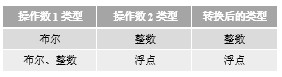 操作数1 类型 操作数2 类型 转换后的类型
布尔 整数 整数
布尔、整数 浮点 浮点